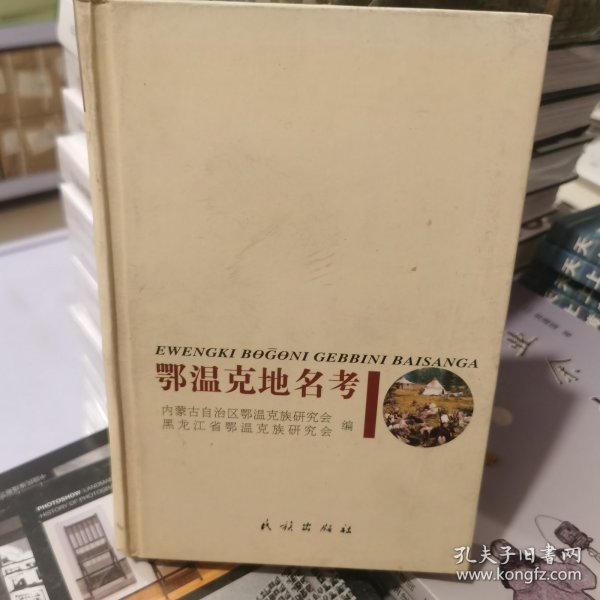 EWENGKI BѲḠѲNI GEBBINI BAISANGA
鄂温克地名考
内蒙古自治区鄂温克族研究会
黑龙江省鄂温克族研究会
编
民族出版社
PHOTOSHOW
孔夫子旧书网
www.kongfz.com